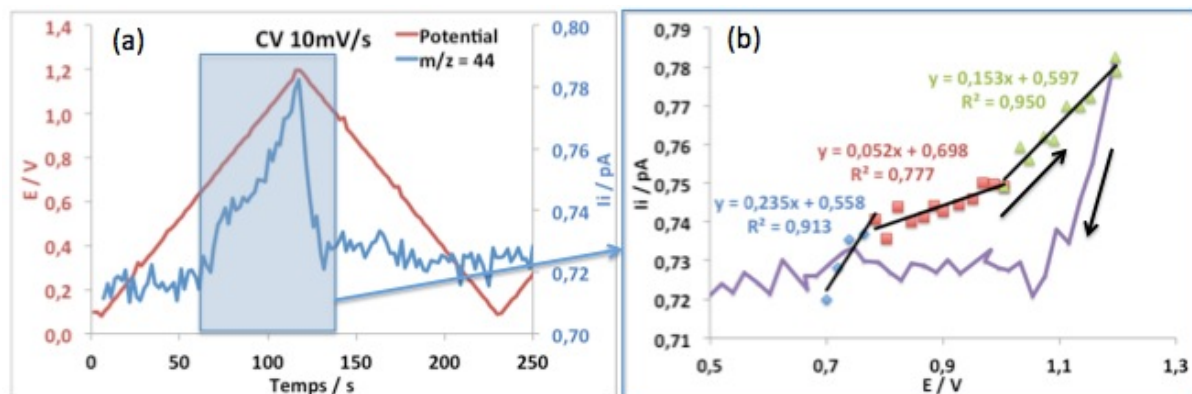 (a)
CV 10mV/s
Potential
m/z = 44
1,4
1,2
1,0
0,8
0,6
0,4
0,2
0,0
E / V
0,80
0,78
0,76
0,74
0,72
0,70
Ii / pA
0
50
100
150
200
250
Temps / s
(b)
y = 0,153x + 0,597
R² = 0,950
y = 0,052x + 0,698
R² = 0,777
y = 0,235x + 0,558
R² = 0,913
0,79
0,78
0,77
0,76
0,75
0,74
0,73
0,72
0,71
Ii / pA
0,5
0,7
0,9
1,1
1,3
E / V